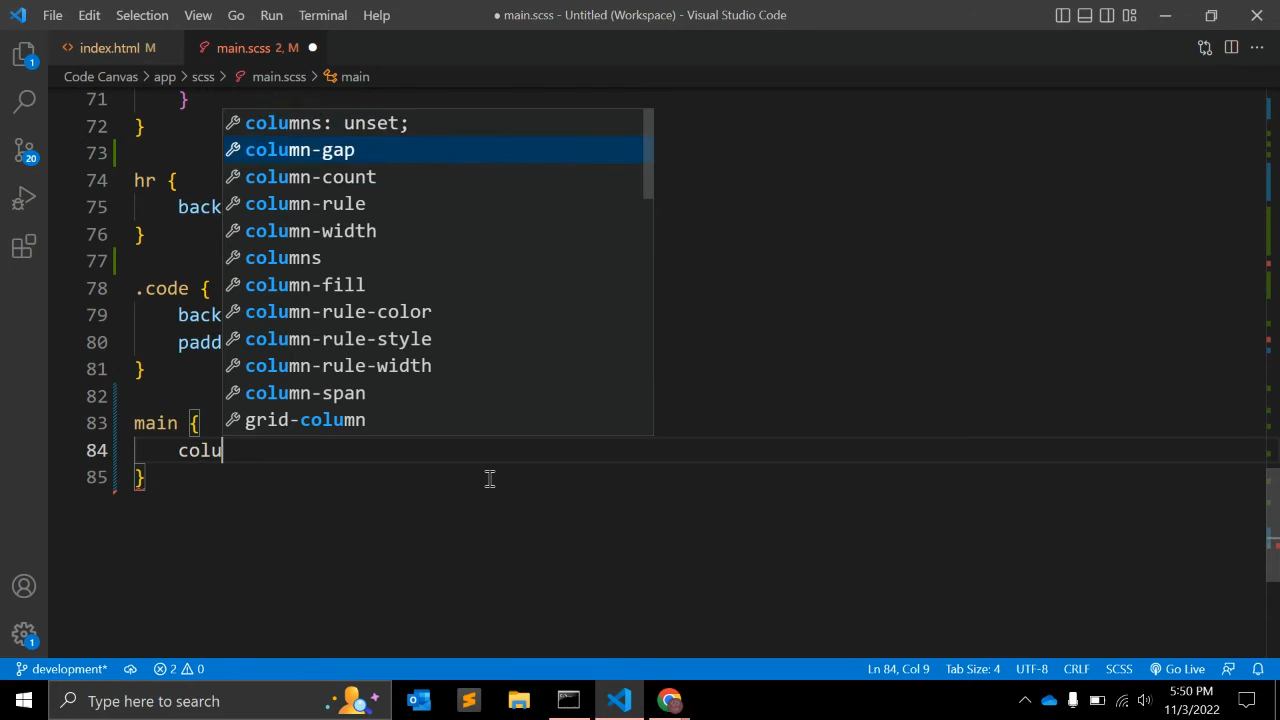 File Edit Selection View Go Run Terminal Help
● main.scss - Untitled (Workspace) - Visual Studio Code
index.html M
main.scss 2, M
Code Canvas > app > scss > main.scss > main
71 }
72 }
73
74 hr {
75 back
76 }
77
78 .code {
79 back
80 padd
81 }
82
83 main {
84 colu
85 }
columns: unset;
column-gap
column-count
column-rule
column-width
columns
column-fill
column-rule-color
column-rule-style
column-rule-width
column-span
grid-column
1
20
1
development* 2 0
Ln 84, Col 9 Tab Size: 4 UTF-8 CRLF SCSS Go Live
Type here to search
5:50 PM
11/3/2022